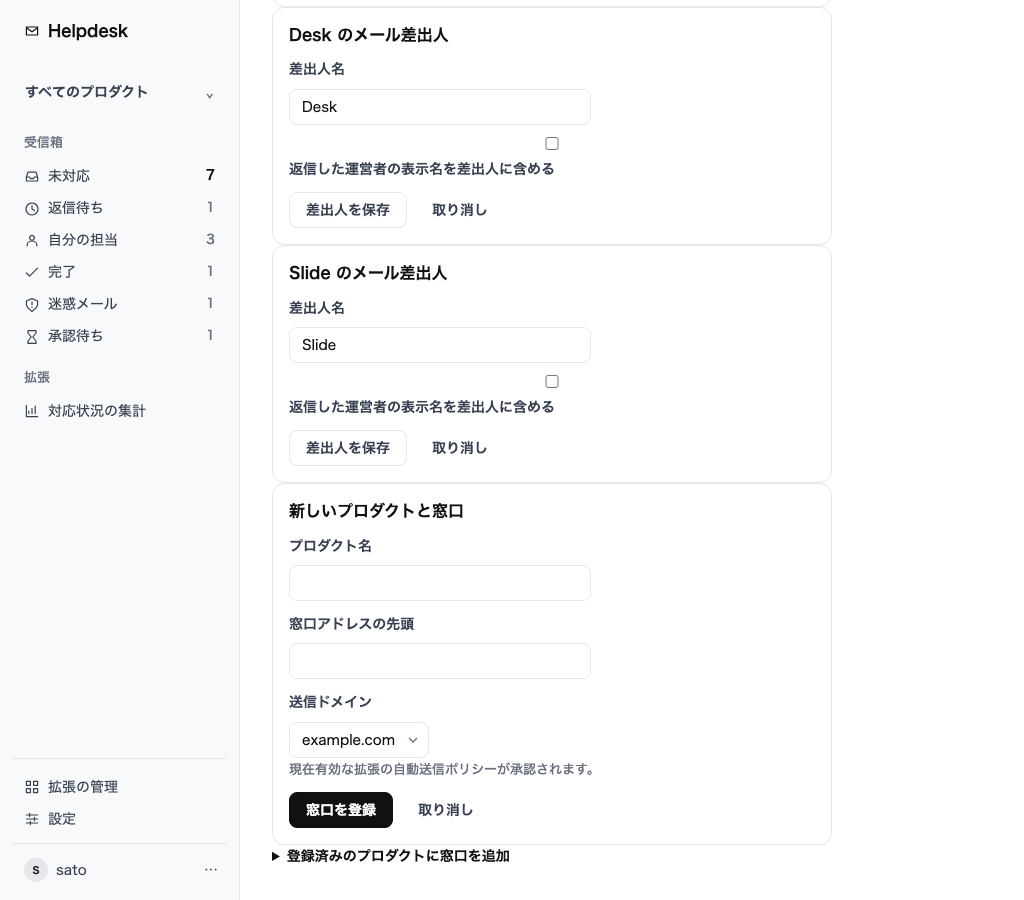 Helpdesk
すべてのプロダクト
受信箱
未対応 7
返信待ち 1
自分の担当 3
完了 1
迷惑メール 1
承認待ち 1
拡張
対応状況の集計
拡張の管理
設定
S sato
Desk のメール差出人
差出人名
Desk
返信した運営者の表示名を差出人に含める
差出人を保存 取り消し
Slide のメール差出人
差出人名
Slide
返信した運営者の表示名を差出人に含める
差出人を保存 取り消し
新しいプロダクトと窓口
プロダクト名
窓口アドレスの先頭
送信ドメイン
example.com
現在有効な拡張の自動送信ポリシーが承認されます。
窓口を登録 取り消し
登録済みのプロダクトに窓口を追加